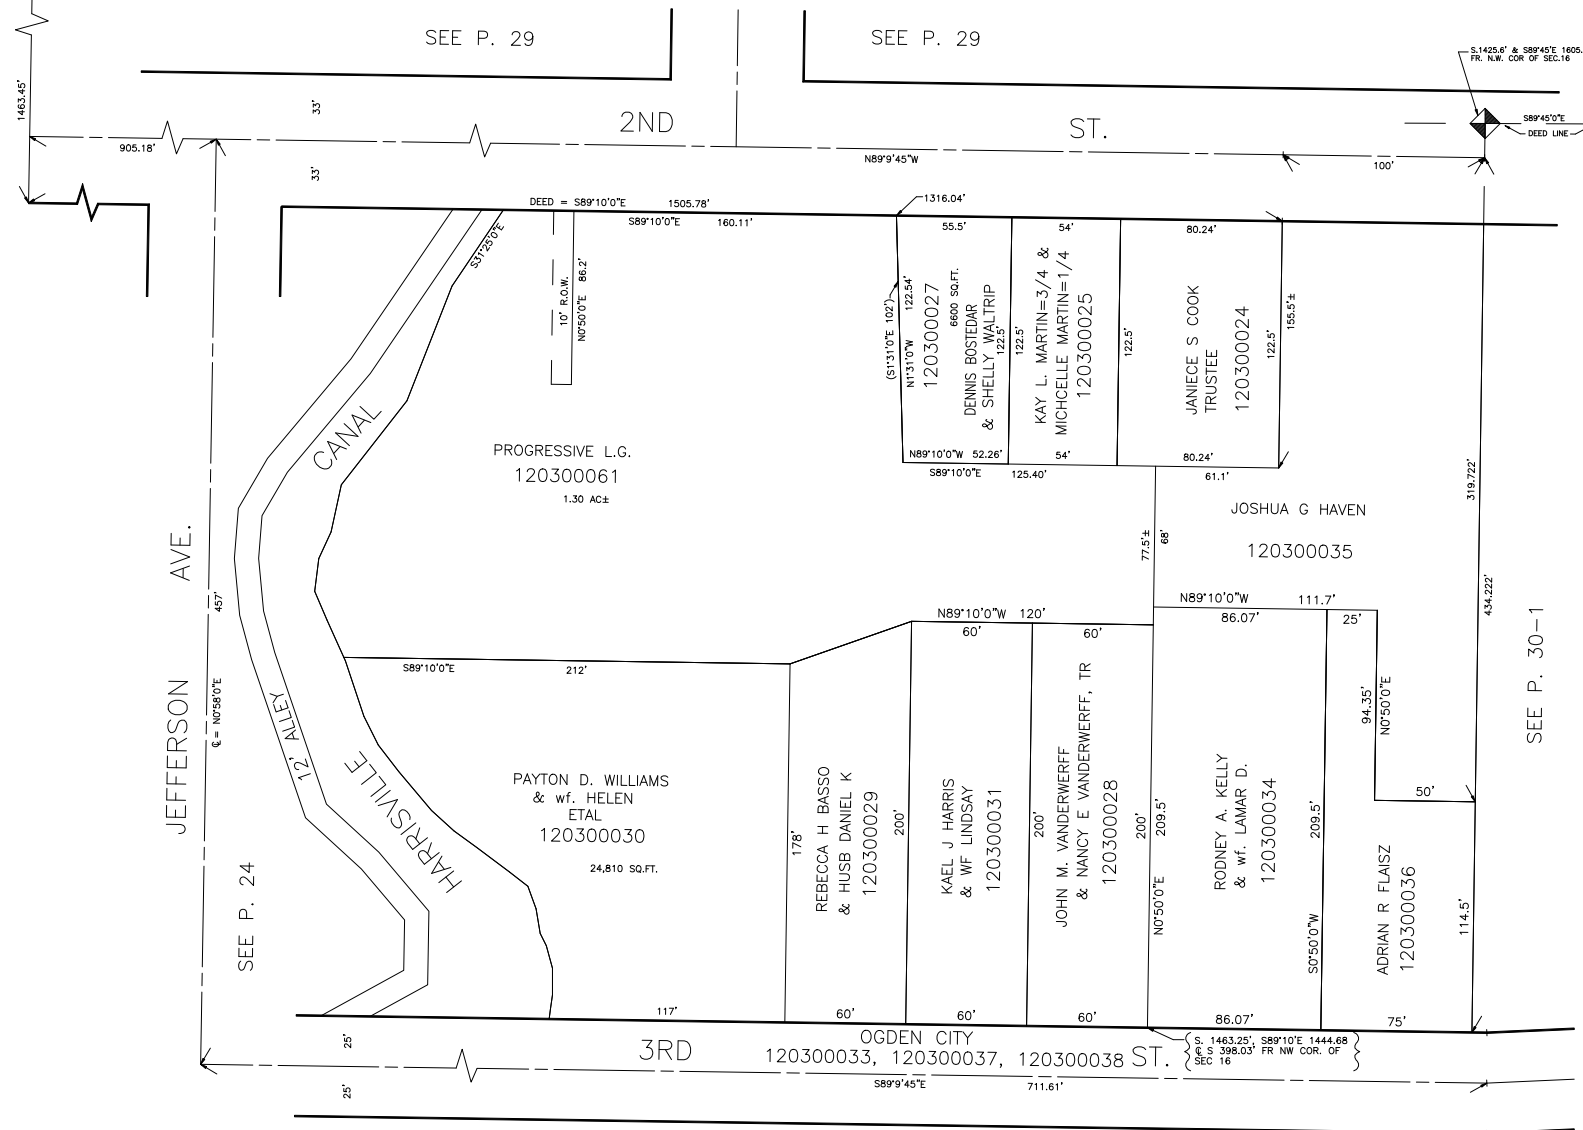 SEE P. 29
SEE P. 29
S.1425.6' & S89°45'E 1605.
FR. N.W. COR OF SEC.16
1463.45'
33'
2ND ST.
S89°45'0"E
DEED LINE
905.18'
N89°9'45"W
100'
33'
DEED = S89°10'0"E 1505.78'
1316.04'
S89°10'0"E 160.11'
55.5'
54'
80.24'
S31°25'0"E
10' R.O.W.
N0°50'0"E 86.2'
(S1°31'0"E 102')
N1°31'0"W 122.54'
120300027
6600 SQ.FT.
DENNIS BOSTEDAR
& SHELLY WALTRIP
122.5'
122.5'
KAY L. MARTIN=3/4 &
MICHCELLE MARTIN=1/4
120300025
122.5'
JANIECE S COOK
TRUSTEE
120300024
122.5'
155.5'±
CANAL
PROGRESSIVE L.G.
120300061
1.30 AC±
N89°10'0"W 52.26'
54'
80.24'
S89°10'0"E 125.40'
61.1'
319.722'
JOSHUA G HAVEN
120300035
77.5'±
68'
JEFFERSON AVE.
457'
℄ = N0°58'0"E
434.222'
SEE P. 30-1
N89°10'0"W 111.7'
N89°10'0"W 120'
86.07'
25'
60'
60'
S89°10'0"E
212'
94.35'
N0°50'0"E
12' ALLEY
HARRISVILLE
PAYTON D. WILLIAMS
& wf. HELEN
ETAL
120300030
24,810 SQ.FT.
178'
REBECCA H BASSO
& HUSB DANIEL K
120300029
200'
KAEL J HARRIS
& WF LINDSAY
120300031
200'
JOHN M. VANDERWERFF
& NANCY E VANDERWERFF, TR
120300028
200'
209.5'
N0°50'0"E
RODNEY A. KELLY
& wf. LAMAR D.
120300034
209.5'
S0°50'0"W
50'
ADRIAN R FLAISZ
120300036
114.5'
SEE P. 24
117'
60'
60'
60'
86.07'
75'
25'
3RD ST.
OGDEN CITY
120300033, 120300037, 120300038
S. 1463.25', S89°10'E 1444.68
℄ S 398.03' FR NW COR. OF
SEC 16
S89°9'45"E
711.61'
25'